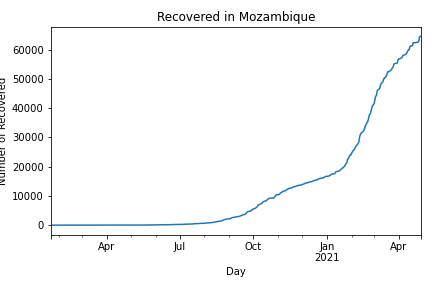 Recovered in Mozambique
60000
50000
40000
30000
20000
10000
0
Number of Recovered
Apr
Jul
Oct
Jan
Apr
2021
Day